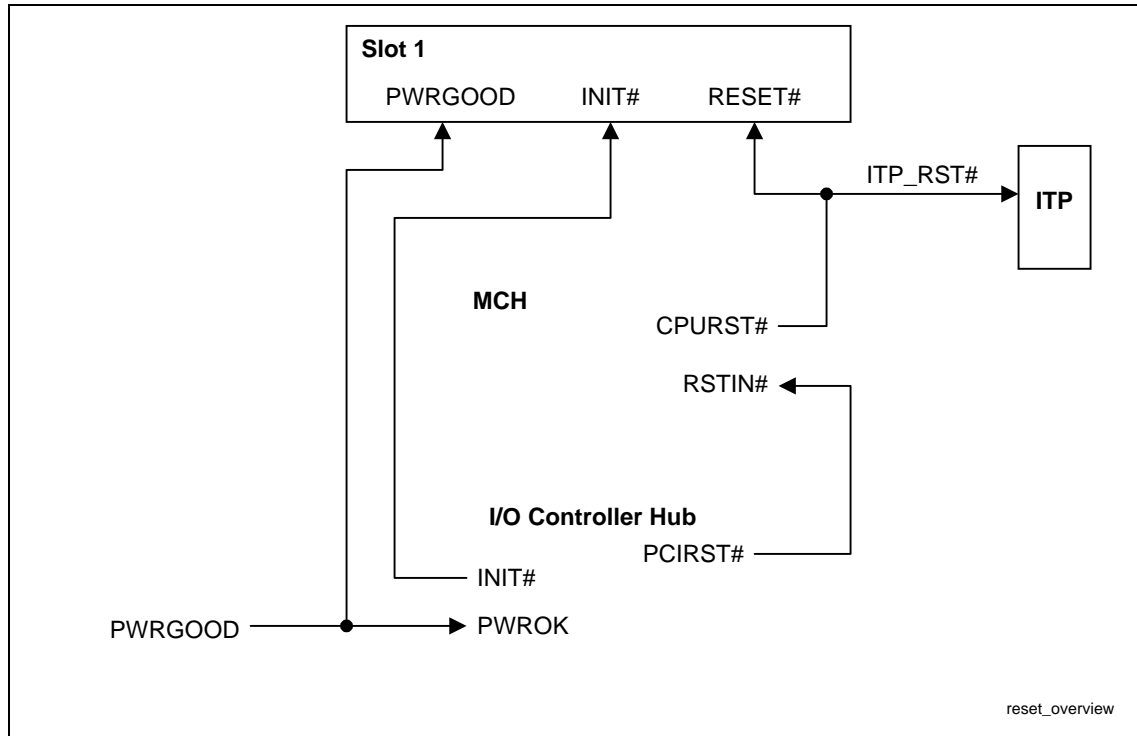 Slot 1
PWRGOOD INIT# RESET#
ITP_RST#
ITP
MCH
CPURST#
RSTIN#
I/O Controller Hub
PCIRST#
INIT#
PWRGOOD PWROK
reset_overview